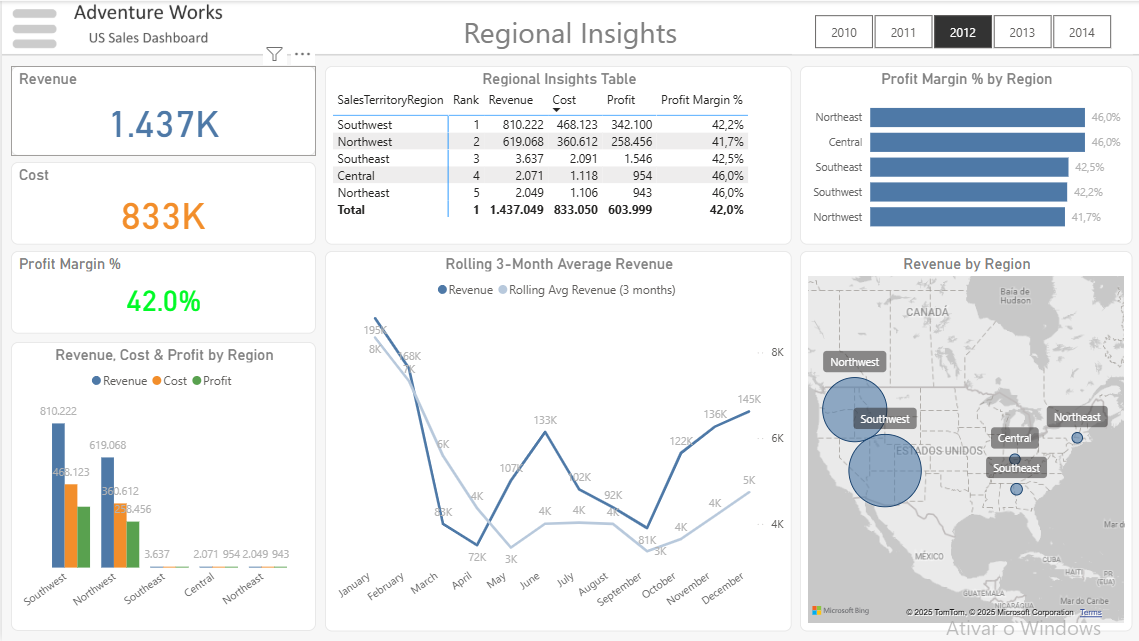 Adventure Works
US Sales Dashboard
Regional Insights
2010 2011 2012 2013 2014
Revenue
1.437K
Cost
833K
Profit Margin %
42.0%
Regional Insights Table
SalesTerritoryRegion Rank Revenue Cost Profit Profit Margin %
Southwest 1 810.222 468.123 342.100 42,2%
Northwest 2 619.068 360.612 258.456 41,7%
Southeast 3 3.637 2.091 1.546 42,5%
Central 4 2.071 1.118 954 46,0%
Northeast 5 2.049 1.106 943 46,0%
Total 1 1.437.049 833.050 603.999 42,0%
Profit Margin % by Region
Northeast 46,0%
Central 46,0%
Southeast 42,5%
Southwest 42,2%
Northwest 41,7%
Revenue, Cost & Profit by Region
Revenue Cost Profit
810.222
619.068
468.123
360.612
258.456
3.637 2.071 954 2.049 943
Southwest Northwest Southeast Central Northeast
Rolling 3-Month Average Revenue
Revenue Rolling Avg Revenue (3 months)
195K 168K 83K 72K 107K 133K 102K 92K 81K 122K 136K 145K
8K 7K 6K 4K 3K 4K 4K 4K 3K 4K 4K 5K
8K
6K
4K
January February March April May June July August September October November December
Revenue by Region
Baía de
Hudson
CANADÁ
Northwest
Southwest
Northeast
Central
ESTADOS UNIDOS
Southeast
MÉXICO
CUBA
HAITI
PR
(EUA)
GUATEMALA
NICARÁGUA
Mar do Caribe
Microsoft Bing
© 2025 TomTom, © 2025 Microsoft Corporation Terms
Ativar o Windows